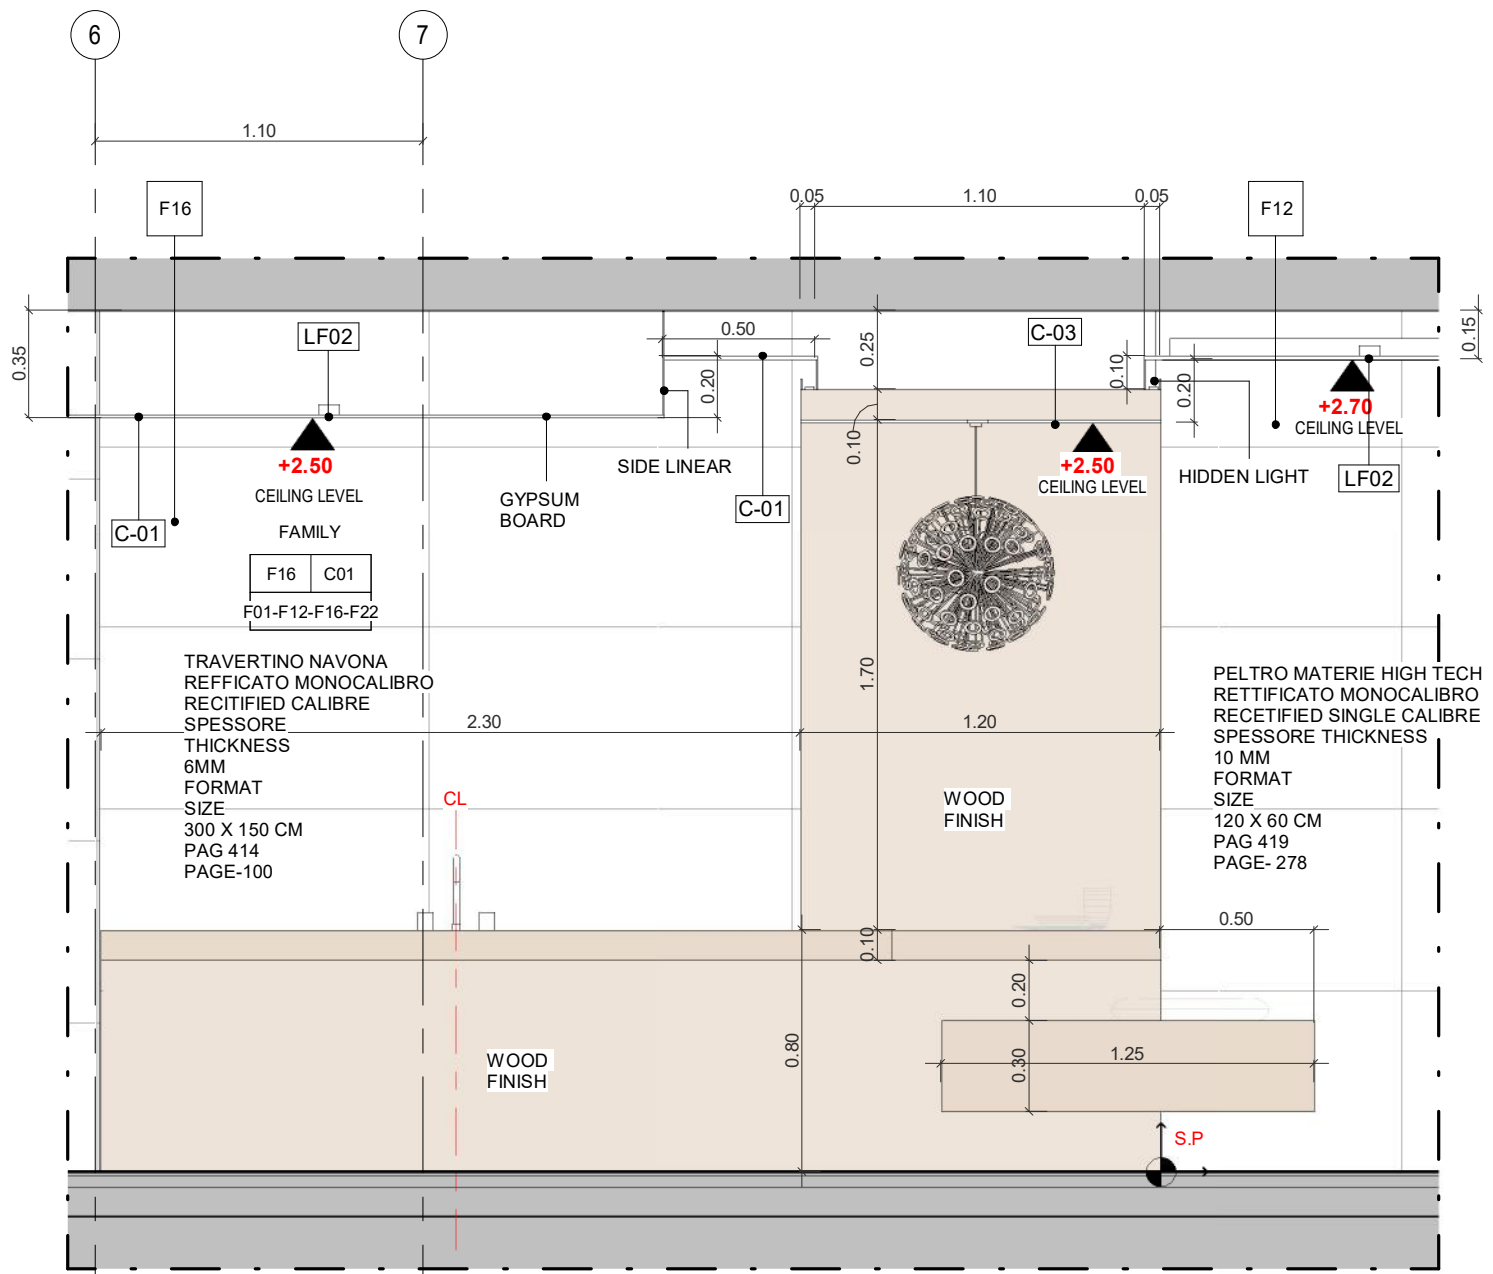 6
7
1.10
0.05
1.10
0.05
F16
F12
0.35
LF02
0.50
0.20
0.25
C-03
0.10
0.20
0.15
+2.50
CEILING LEVEL
SIDE LINEAR
0.10
+2.50
CEILING LEVEL
HIDDEN LIGHT
+2.70
CEILING LEVEL
LF02
C-01
GYPSUM
BOARD
C-01
FAMILY
F16
C01
F01-F12-F16-F22
TRAVERTINO NAVONA
REFFICATO MONOCALIBRO
RECITIFIED CALIBRE
SPESSORE
THICKNESS
6MM
FORMAT
SIZE
300 X 150 CM
PAG 414
PAGE-100
2.30
1.70
1.20
PELTRO MATERIE HIGH TECH
RETTIFICATO MONOCALIBRO
RECETIFIED SINGLE CALIBRE
SPESSORE THICKNESS
10 MM
FORMAT
SIZE
120 X 60 CM
PAG 419
PAGE- 278
CL
WOOD
FINISH
0.50
0.10
0.20
WOOD
FINISH
0.80
0.30
1.25
S.P